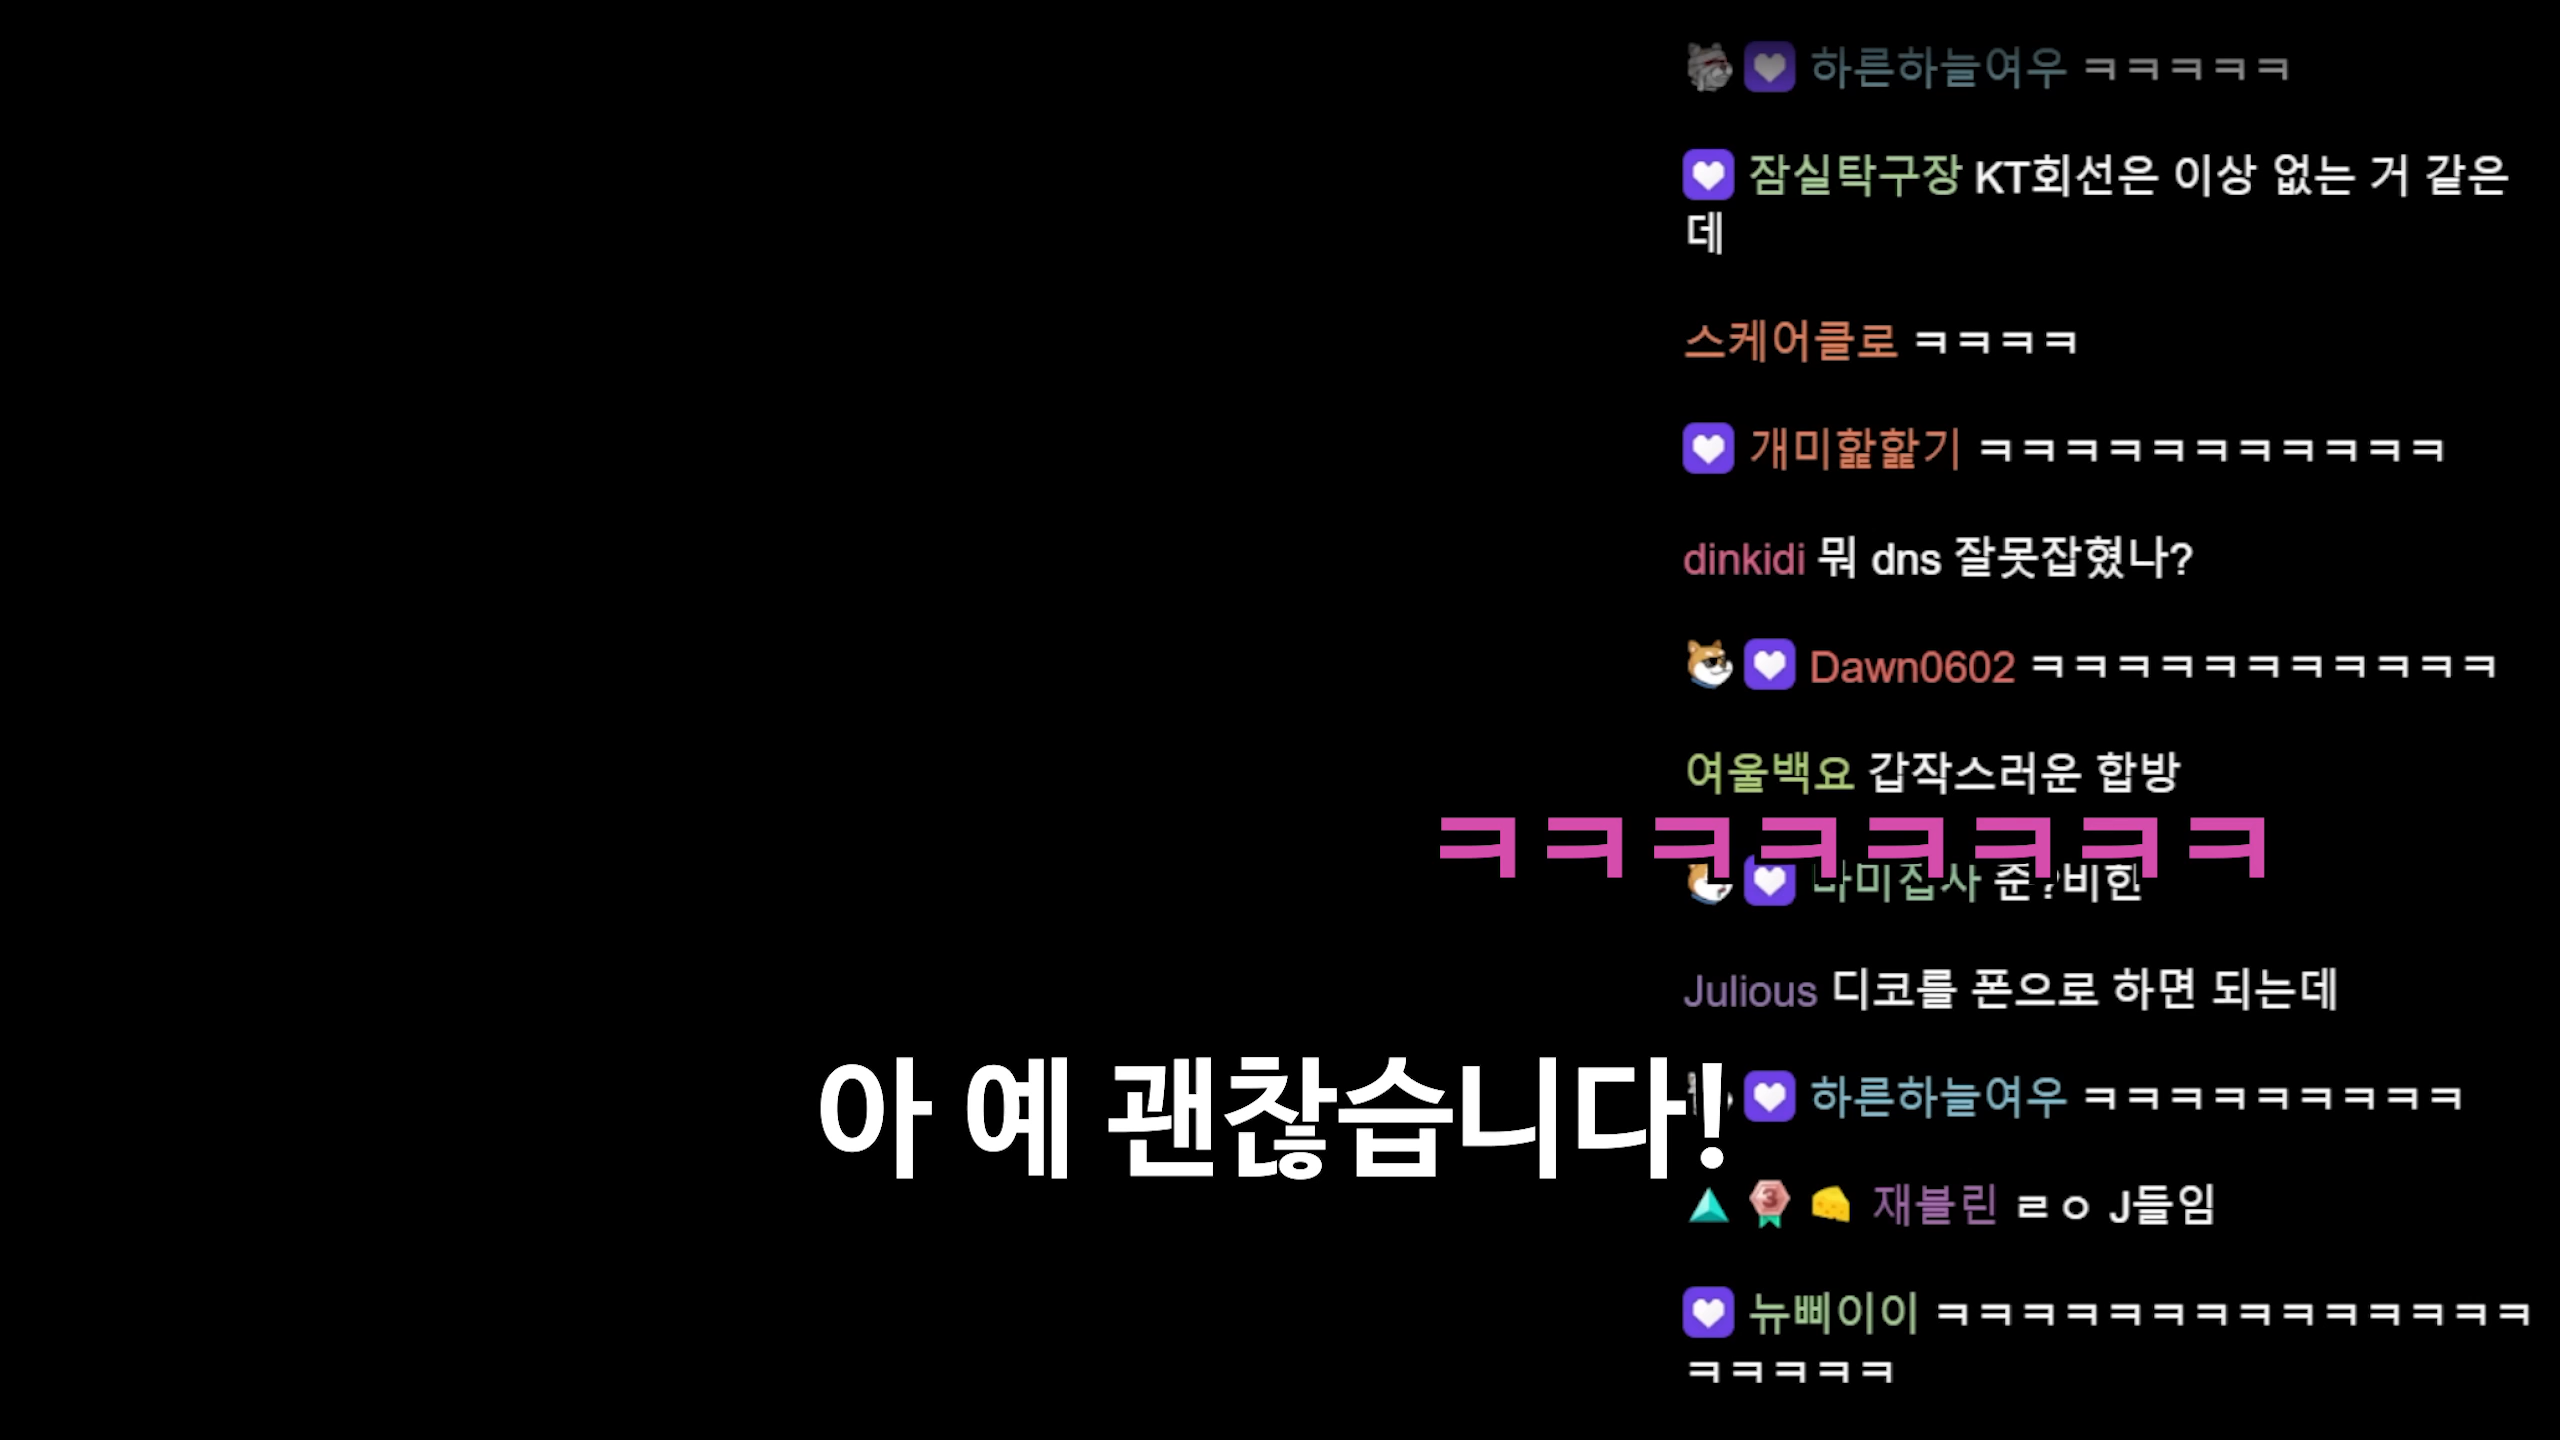 하른하늘여우 ㅋㅋㅋㅋㅋ
잠실탁구장 KT회선은 이상 없는 거 같은
데
스케어클로 ㅋㅋㅋㅋ
개미핥핥기 ㅋㅋㅋㅋㅋㅋㅋㅋㅋㅋㅋ
dinkidi 뭐 dns 잘못잡혔나?
Dawn0602 ㅋㅋㅋㅋㅋㅋㅋㅋㅋㅋㅋ
여울백요 갑작스러운 합방
ㅋㅋㅋㅋㅋㅋㅋㅋ
준?비한
Julious 디코를 폰으로 하면 되는데
아 예 괜찮습니다!
하른하늘여우 ㅋㅋㅋㅋㅋㅋㅋㅋㅋ
3 재블린 ㄹㅇ J들임
뉴삐이이 ㅋㅋㅋㅋㅋㅋㅋㅋㅋㅋㅋㅋㅋㅋ
ㅋㅋㅋㅋㅋ